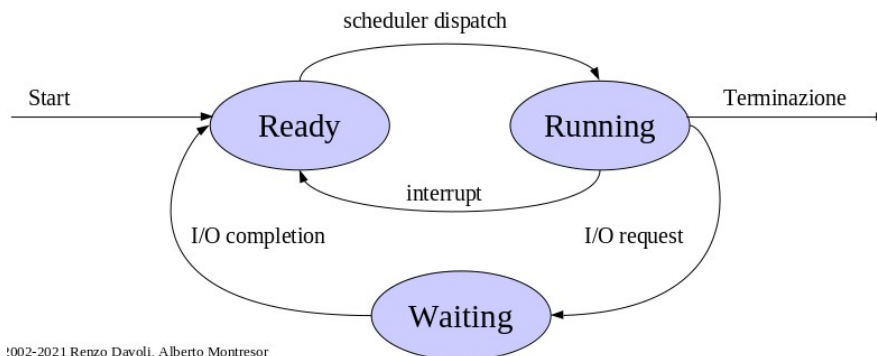 scheduler dispatch
Start
Terminazione
Ready
Running
interrupt
I/O completion
I/O request
Waiting
2002-2021 Renzo Davoli, Alberto Montresor